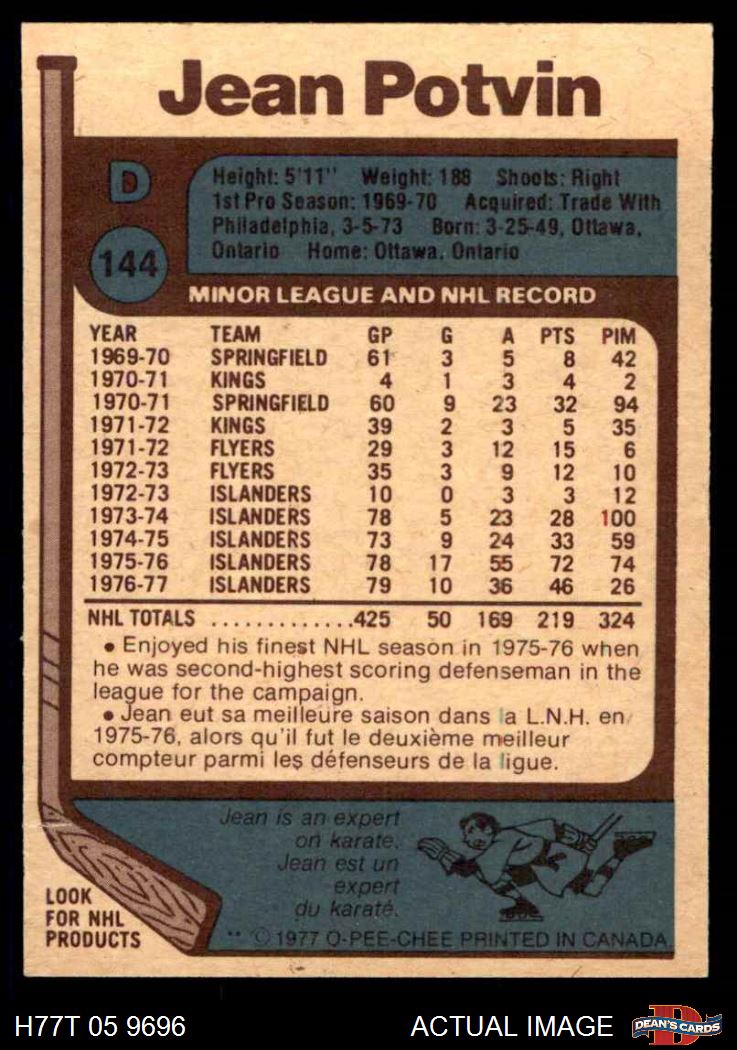 Jean Potvin
D
144
Height: 5'11" Weight: 188 Shoots: Right
1st Pro Season: 1969-70 Acquired: Trade With
Philadelphia, 3-5-73 Born: 3-25-49, Ottawa,
Ontario Home: Ottawa, Ontario
MINOR LEAGUE AND NHL RECORD
YEAR TEAM GP G A PTS PIM
1969-70 SPRINGFIELD 61 3 5 8 42
1970-71 KINGS 4 1 3 4 2
1970-71 SPRINGFIELD 60 9 23 32 94
1971-72 KINGS 39 2 3 5 35
1971-72 FLYERS 29 3 12 15 6
1972-73 FLYERS 35 3 9 12 10
1972-73 ISLANDERS 10 0 3 3 12
1973-74 ISLANDERS 78 5 23 28 100
1974-75 ISLANDERS 73 9 24 33 59
1975-76 ISLANDERS 78 17 55 72 74
1976-77 ISLANDERS 79 10 36 46 26
NHL TOTALS .............425 50 169 219 324
• Enjoyed his finest NHL season in 1975-76 when
he was second-highest scoring defenseman in the
league for the campaign.
• Jean eut sa meilleure saison dans la L.N.H. en
1975-76, alors qu'il fut le deuxième meilleur
compteur parmi les défenseurs de la ligue.
Jean is an expert
on karate.
Jean est un
expert
du karaté.
LOOK
FOR NHL
PRODUCTS
** © 1977 O-PEE-CHEE PRINTED IN CANADA
H77T 05 9696
ACTUAL IMAGE
D
DEAN'S CARDS